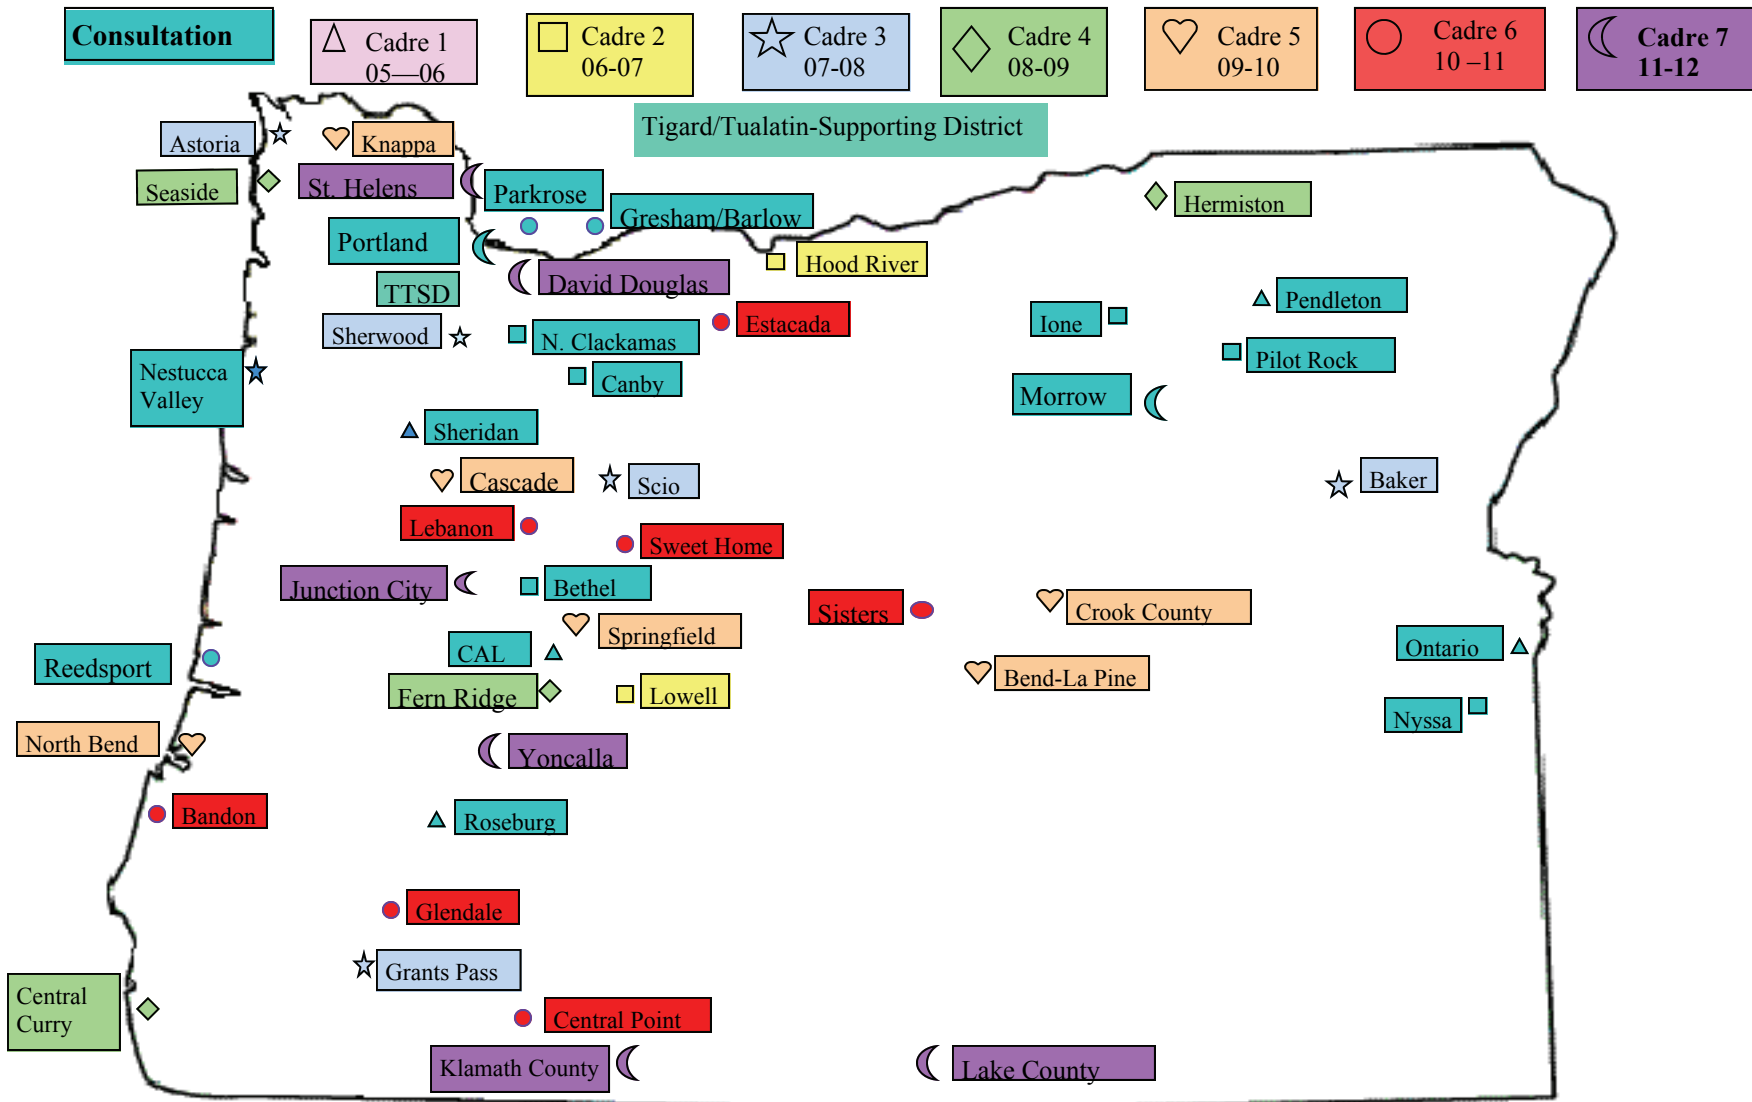 Consultation
Cadre 1
05—06
Cadre 2
06-07
Cadre 3
07-08
Cadre 4
08-09
Cadre 5
09-10
Cadre 6
10 –11
Cadre 7
11-12
Tigard/Tualatin-Supporting District
Astoria
Knappa
Seaside
St. Helens
Parkrose
Hermiston
Gresham/Barlow
Portland
Hood River
David Douglas
TTSD
Pendleton
Sherwood
Estacada
Ione
N. Clackamas
Pilot Rock
Nestucca
Valley
Canby
Morrow
Sheridan
Cascade
Scio
Baker
Lebanon
Sweet Home
Junction City
Bethel
Sisters
Crook County
Springfield
CAL
Ontario
Reedsport
Bend-La Pine
Fern Ridge
Lowell
Nyssa
North Bend
Yoncalla
Bandon
Roseburg
Glendale
Grants Pass
Central
Curry
Central Point
Klamath County
Lake County